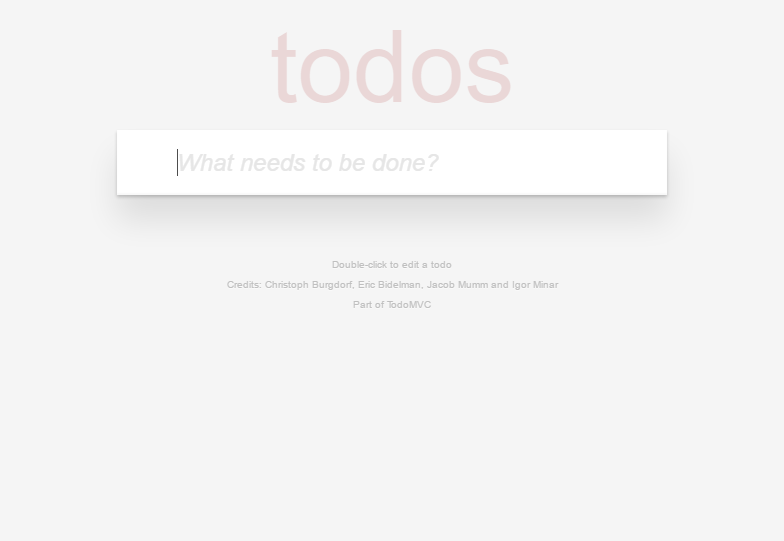 todos
What needs to be done?
Double-click to edit a todo
Credits: Christoph Burgdorf, Eric Bidelman, Jacob Mumm and Igor Minar
Part of TodoMVC